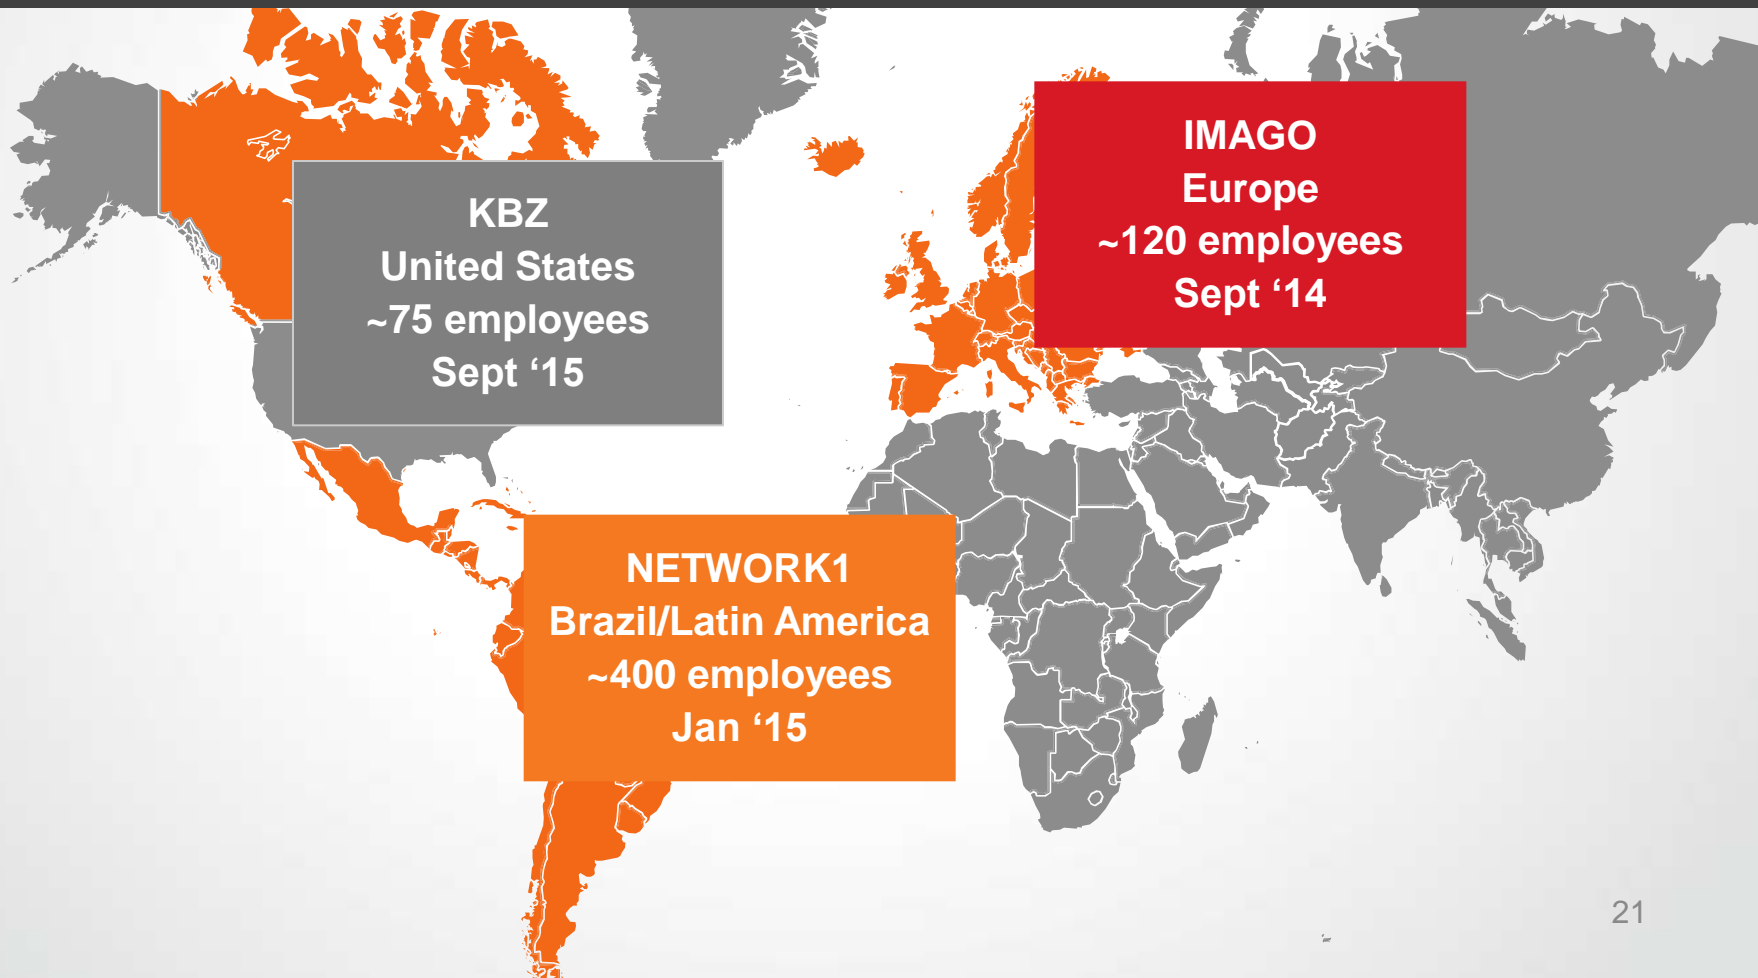 KBZ
United States
~75 employees
Sept ‘15
IMAGO
Europe
~120 employees
Sept ‘14
NETWORK1
Brazil/Latin America
~400 employees
Jan ‘15
21